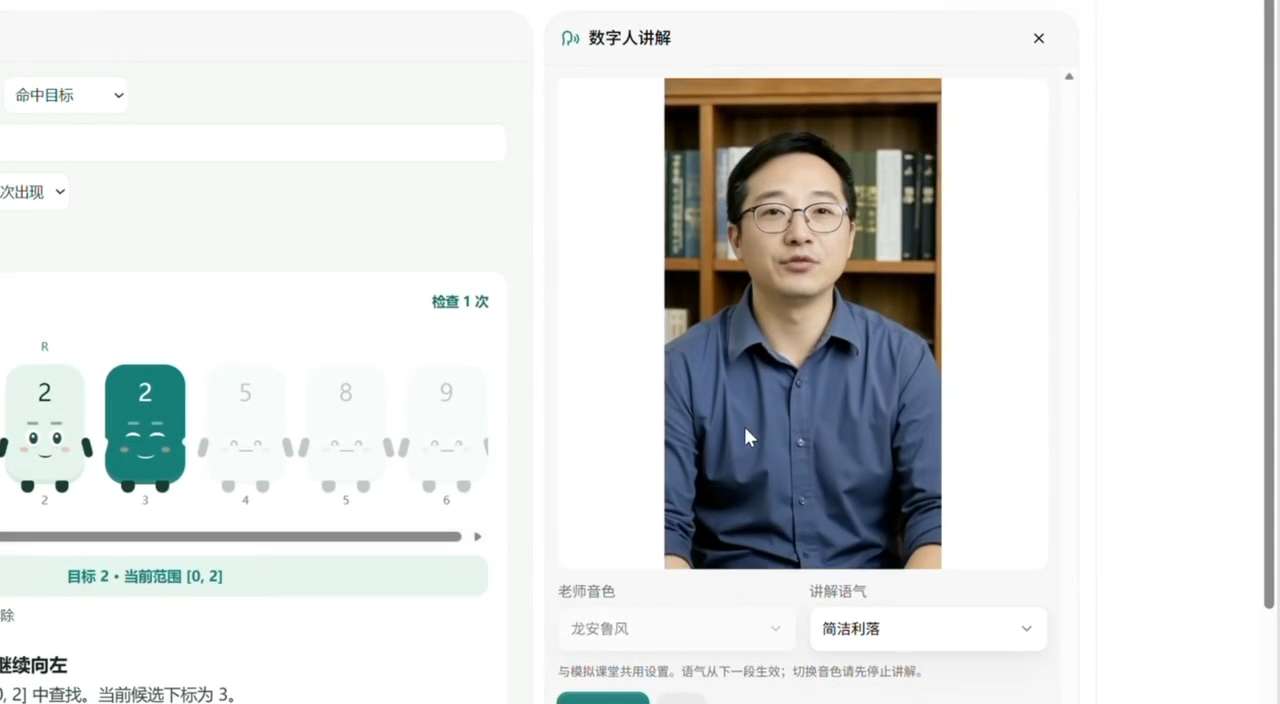 数字人讲解
命中目标
次出现
检查 1 次
R
2
2
5
8
9
2
3
4
5
6
目标 2 • 当前范围 [0, 2]
除
继续向左
0, 2] 中查找。当前候选下标为 3。
老师音色
讲解语气
龙安鲁风
简洁利落
与模拟课堂共用设置。语气从下一段生效；切换音色请先停止讲解。